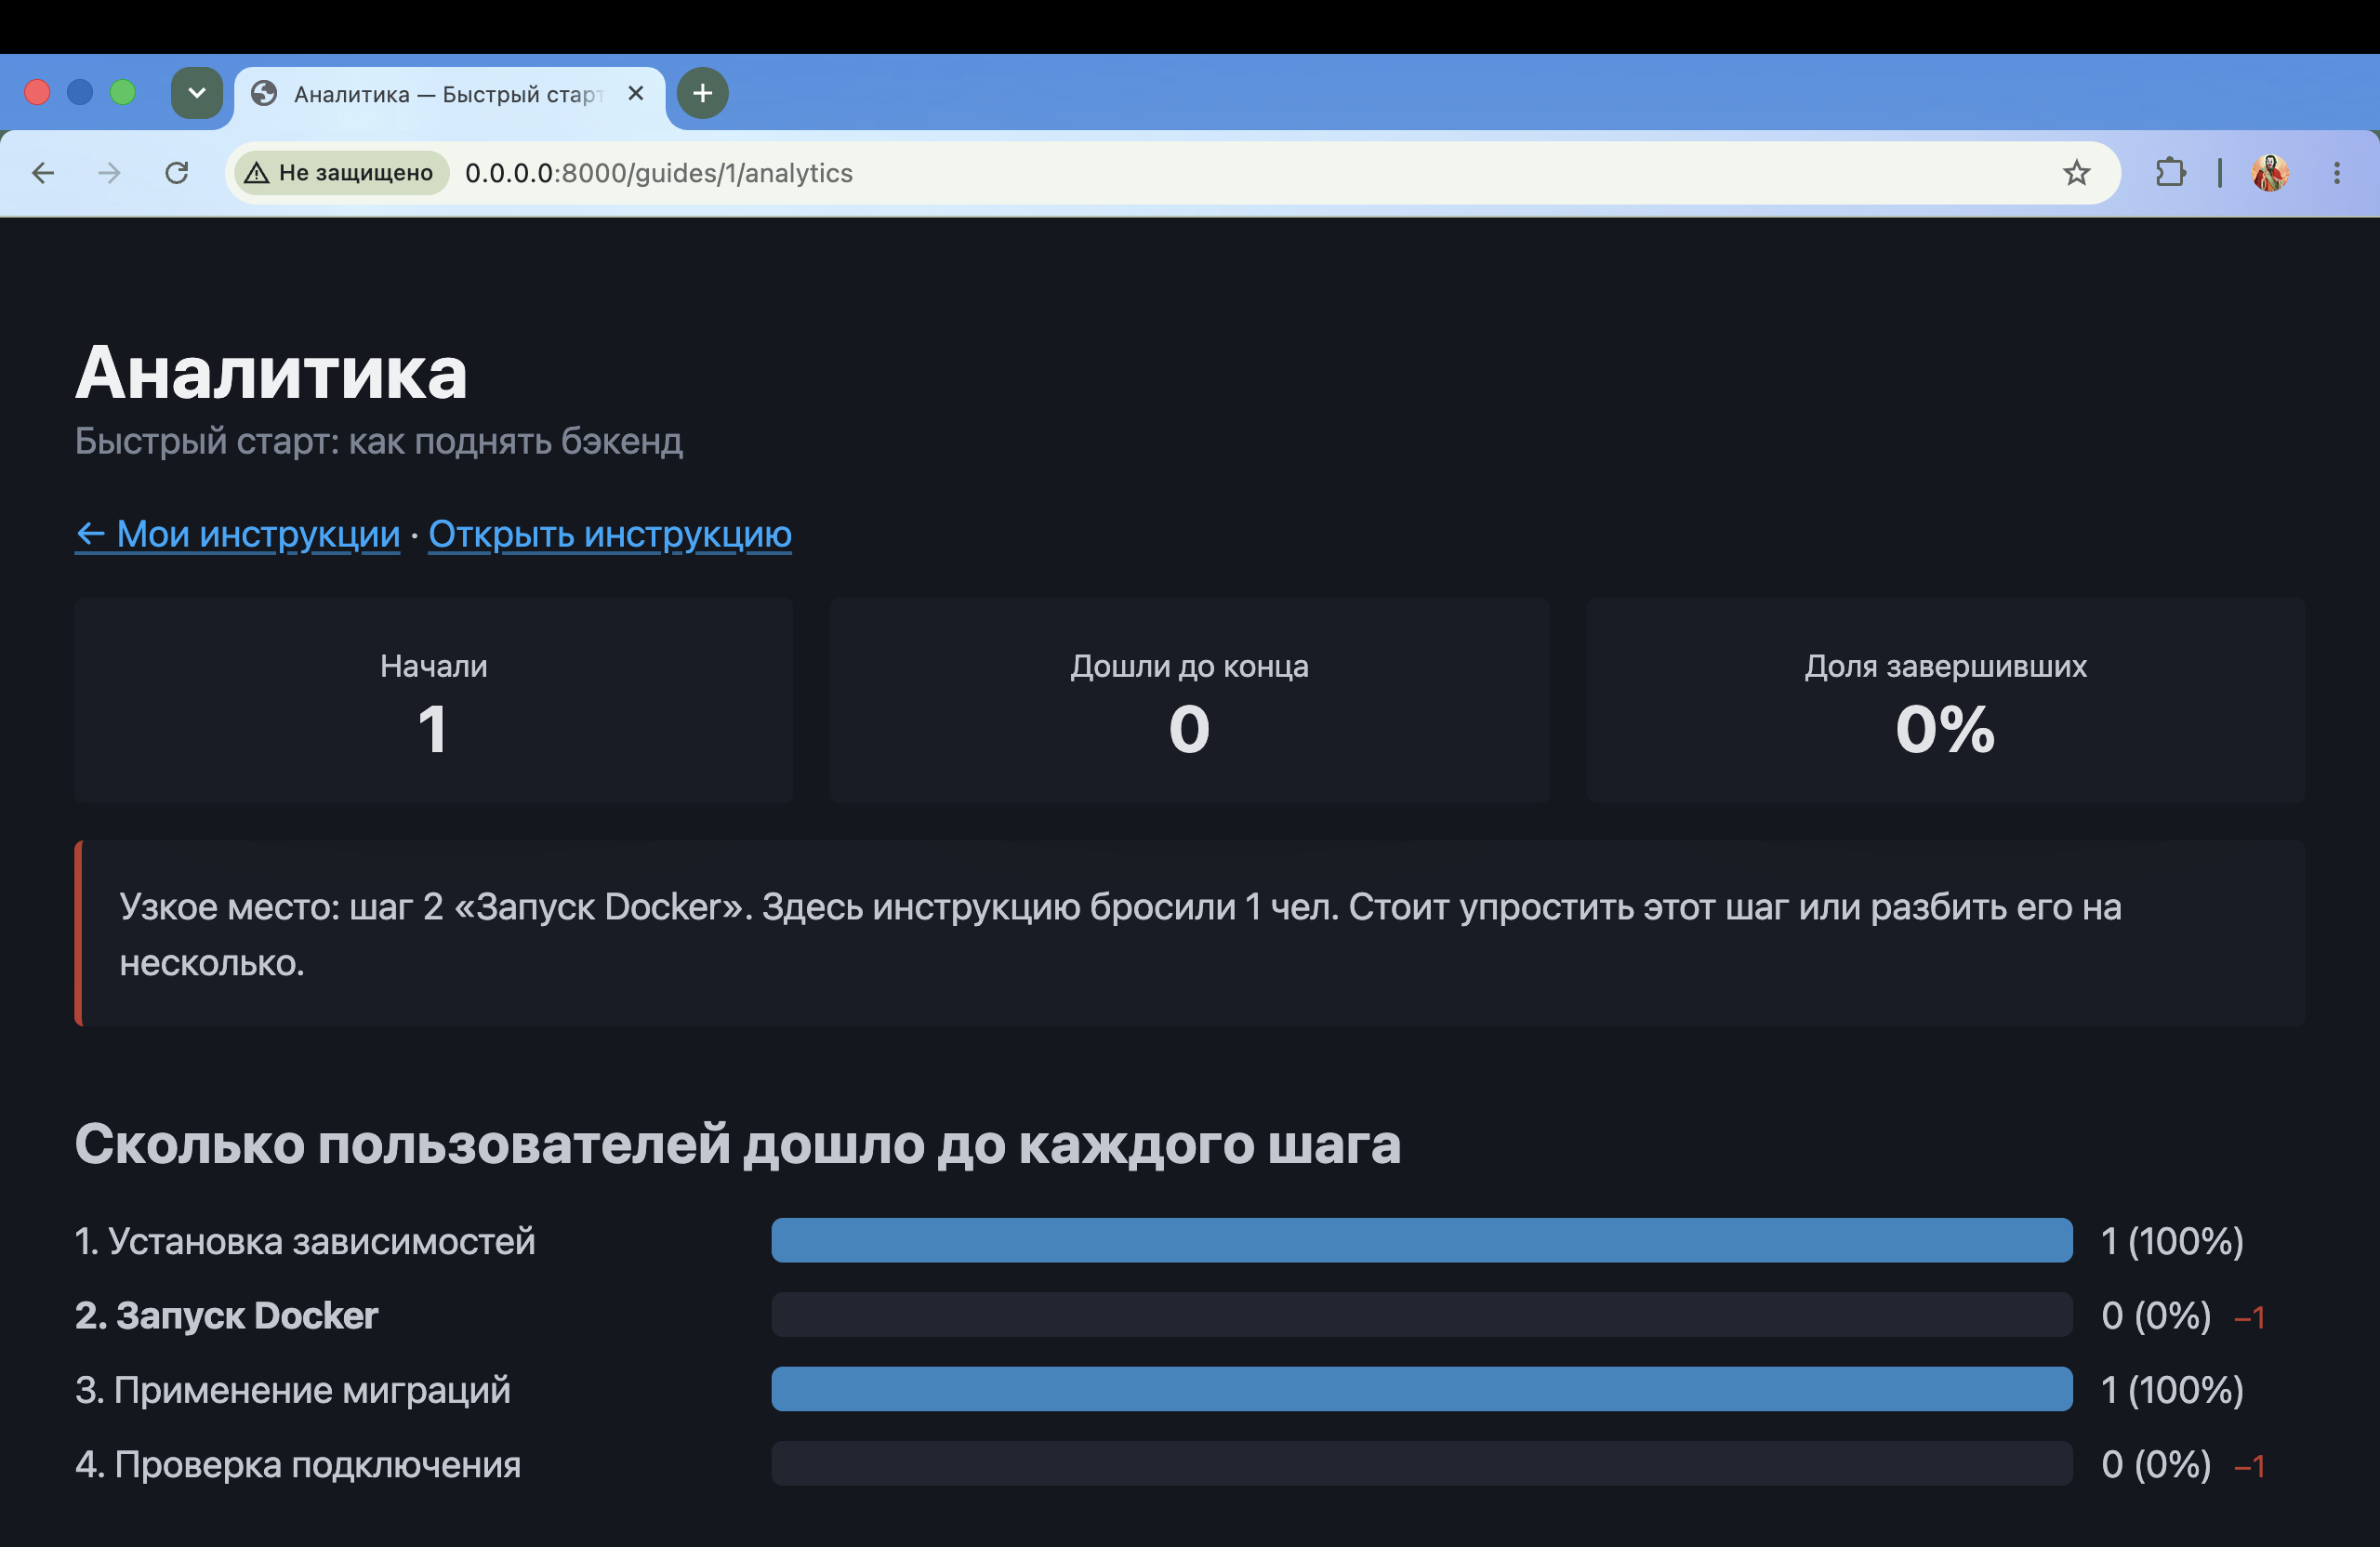 Аналитика — Быстрый старт
Не защищено 0.0.0.0:8000/guides/1/analytics
Аналитика
Быстрый старт: как поднять бэкенд
← Мои инструкции · Открыть инструкцию
Начали
1
Дошли до конца
0
Доля завершивших
0%
Узкое место: шаг 2 «Запуск Docker». Здесь инструкцию бросили 1 чел. Стоит упростить этот шаг или разбить его на
несколько.
Сколько пользователей дошло до каждого шага
1. Установка зависимостей 1 (100%)
2. Запуск Docker 0 (0%) –1
3. Применение миграций 1 (100%)
4. Проверка подключения 0 (0%) –1